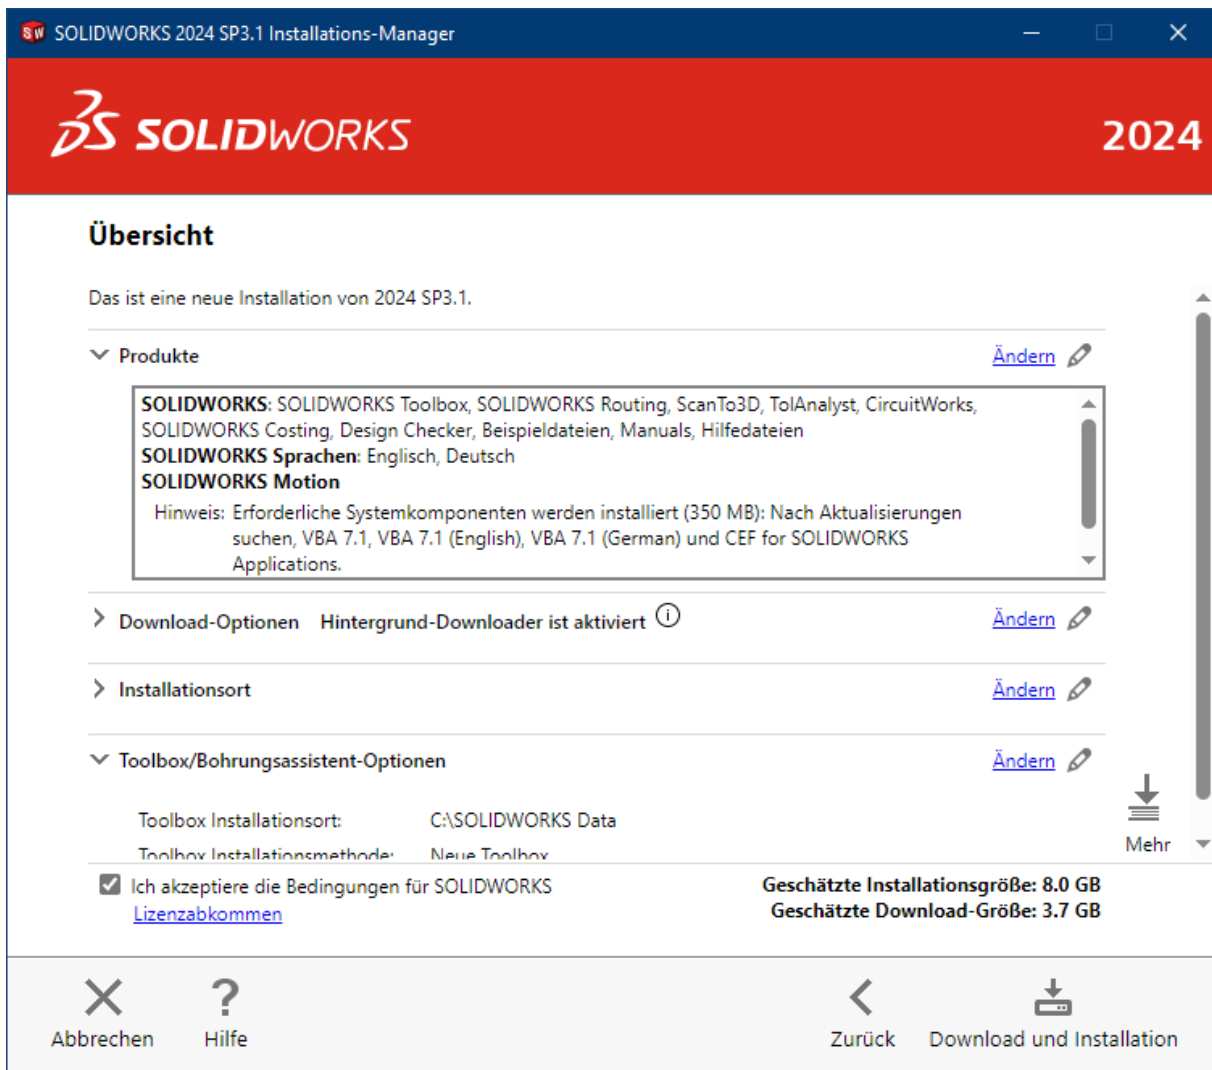 SOLIDWORKS 2024 SP3.1 Installations-Manager
SOLIDWORKS
2024
Übersicht
Das ist eine neue Installation von 2024 SP3.1.
Produkte
Ändern
SOLIDWORKS: SOLIDWORKS Toolbox, SOLIDWORKS Routing, ScanTo3D, TolAnalyst, CircuitWorks,
SOLIDWORKS Costing, Design Checker, Beispieldateien, Manuals, Hilfedateien
SOLIDWORKS Sprachen: Englisch, Deutsch
SOLIDWORKS Motion
Hinweis: Erforderliche Systemkomponenten werden installiert (350 MB): Nach Aktualisierungen
suchen, VBA 7.1, VBA 7.1 (English), VBA 7.1 (German) und CEF for SOLIDWORKS
Applications.
Download-Optionen Hintergrund-Downloader ist aktiviert
Ändern
Installationsort
Ändern
Toolbox/Bohrungsassistent-Optionen
Ändern
Toolbox Installationsort: C:\SOLIDWORKS Data
Toolbox Installationsmethode: Neue Toolbox
Mehr
Ich akzeptiere die Bedingungen für SOLIDWORKS
Lizenzabkommen
Geschätzte Installationsgröße: 8.0 GB
Geschätzte Download-Größe: 3.7 GB
Abbrechen
Hilfe
Zurück
Download und Installation